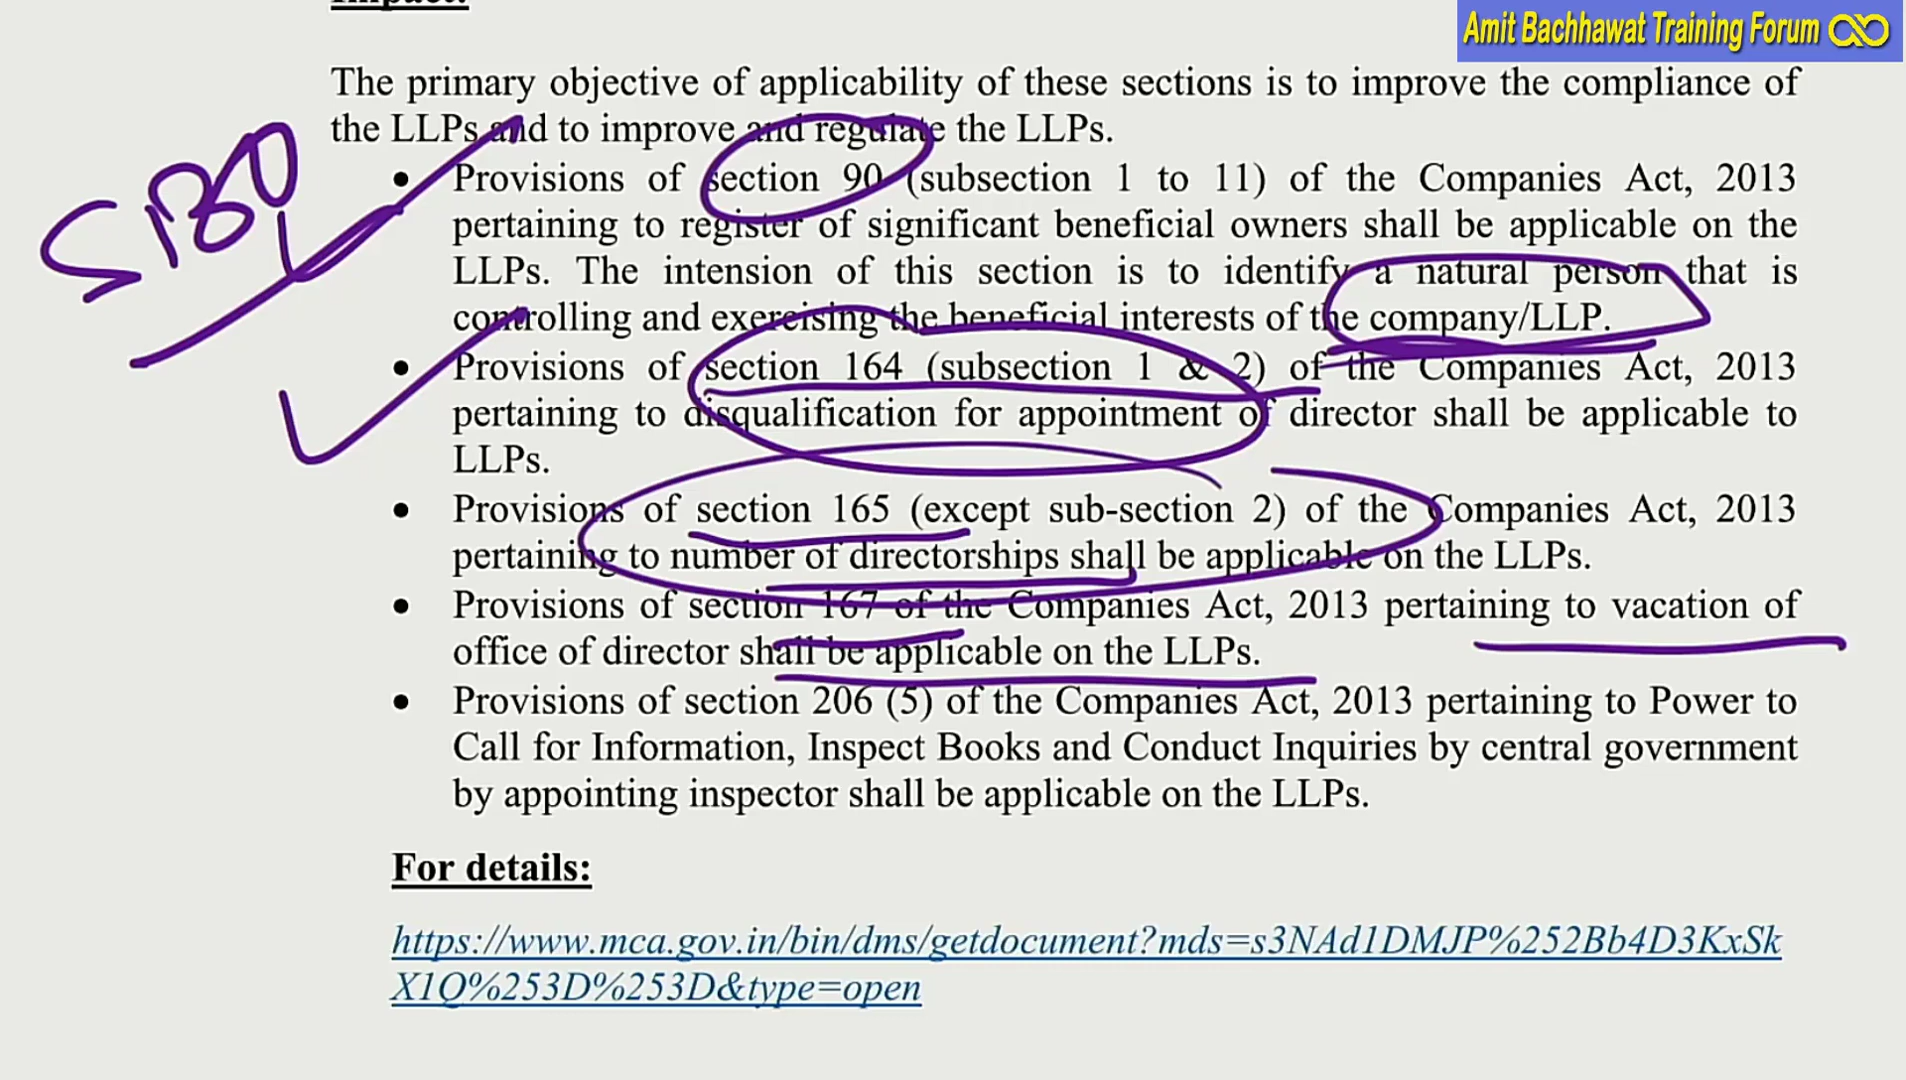 Impact:
Amit Bachhawat Training Forum
The primary objective of applicability of these sections is to improve the compliance of
the LLPs and to improve and regulate the LLPs.
SBO
• Provisions of section 90 (subsection 1 to 11) of the Companies Act, 2013
pertaining to register of significant beneficial owners shall be applicable on the
LLPs. The intension of this section is to identify a natural person that is
controlling and exercising the beneficial interests of the company/LLP.
• Provisions of section 164 (subsection 1 & 2) of the Companies Act, 2013
pertaining to disqualification for appointment of director shall be applicable to
LLPs.
• Provisions of section 165 (except sub-section 2) of the Companies Act, 2013
pertaining to number of directorships shall be applicable on the LLPs.
• Provisions of section 167 of the Companies Act, 2013 pertaining to vacation of
office of director shall be applicable on the LLPs.
• Provisions of section 206 (5) of the Companies Act, 2013 pertaining to Power to
Call for Information, Inspect Books and Conduct Inquiries by central government
by appointing inspector shall be applicable on the LLPs.
For details:
https://www.mca.gov.in/bin/dms/getdocument?mds=s3NAd1DMJP%252Bb4D3KxSk
X1Q%253D%253D&type=open